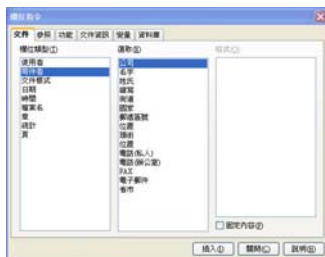 欄位指令
文件 參照 功能 文件資訊 變量 資料庫
欄位類型(T)
使用者
寄件者
文件樣式
日期
時間
檔案名
章
統計
頁
選取(S)
公司
名字
姓氏
縮寫
街道
國家
郵遞區號
位置
頭銜
位置
電話(私人)
電話(辦公室)
FAX
電子郵件
省市
格式(O)
固定內容(F)
插入(I) 關閉(C) 說明(H)